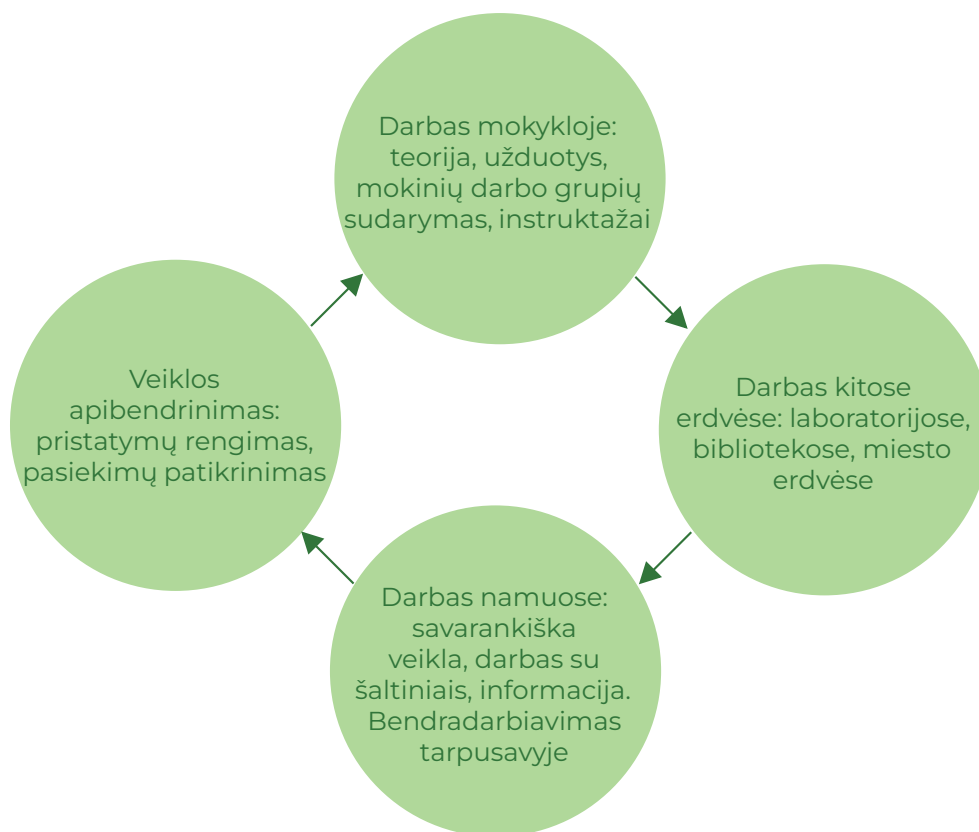 Darbas mokykloje:
teorija, užduotys,
mokinių darbo grupių
sudarymas, instruktažai
Darbas kitose
erdvėse: laboratorijose,
bibliotekose, miesto
erdvėse
Darbas namuose:
savarankiška
veikla, darbas su
šaltiniais, informacija.
Bendradarbiavimas
tarpusavyje
Veiklos
apibendrinimas:
pristatymų rengimas,
pasiekimų patikrinimas